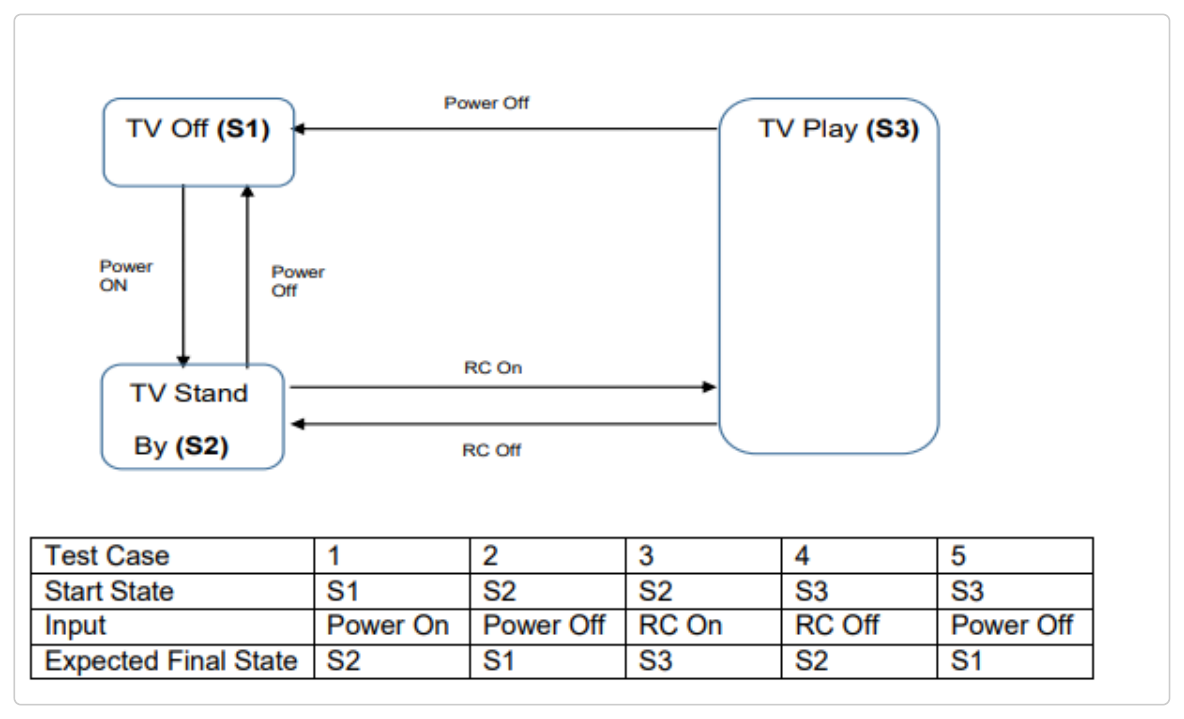 Power Off
TV Off (S1)
TV Play (S3)
Power
ON
Power
Off
RC On
TV Stand
By (S2)
RC Off
Test Case 1 2 3 4 5
Start State S1 S2 S2 S3 S3
Input Power On Power Off RC On RC Off Power Off
Expected Final State S2 S1 S3 S2 S1